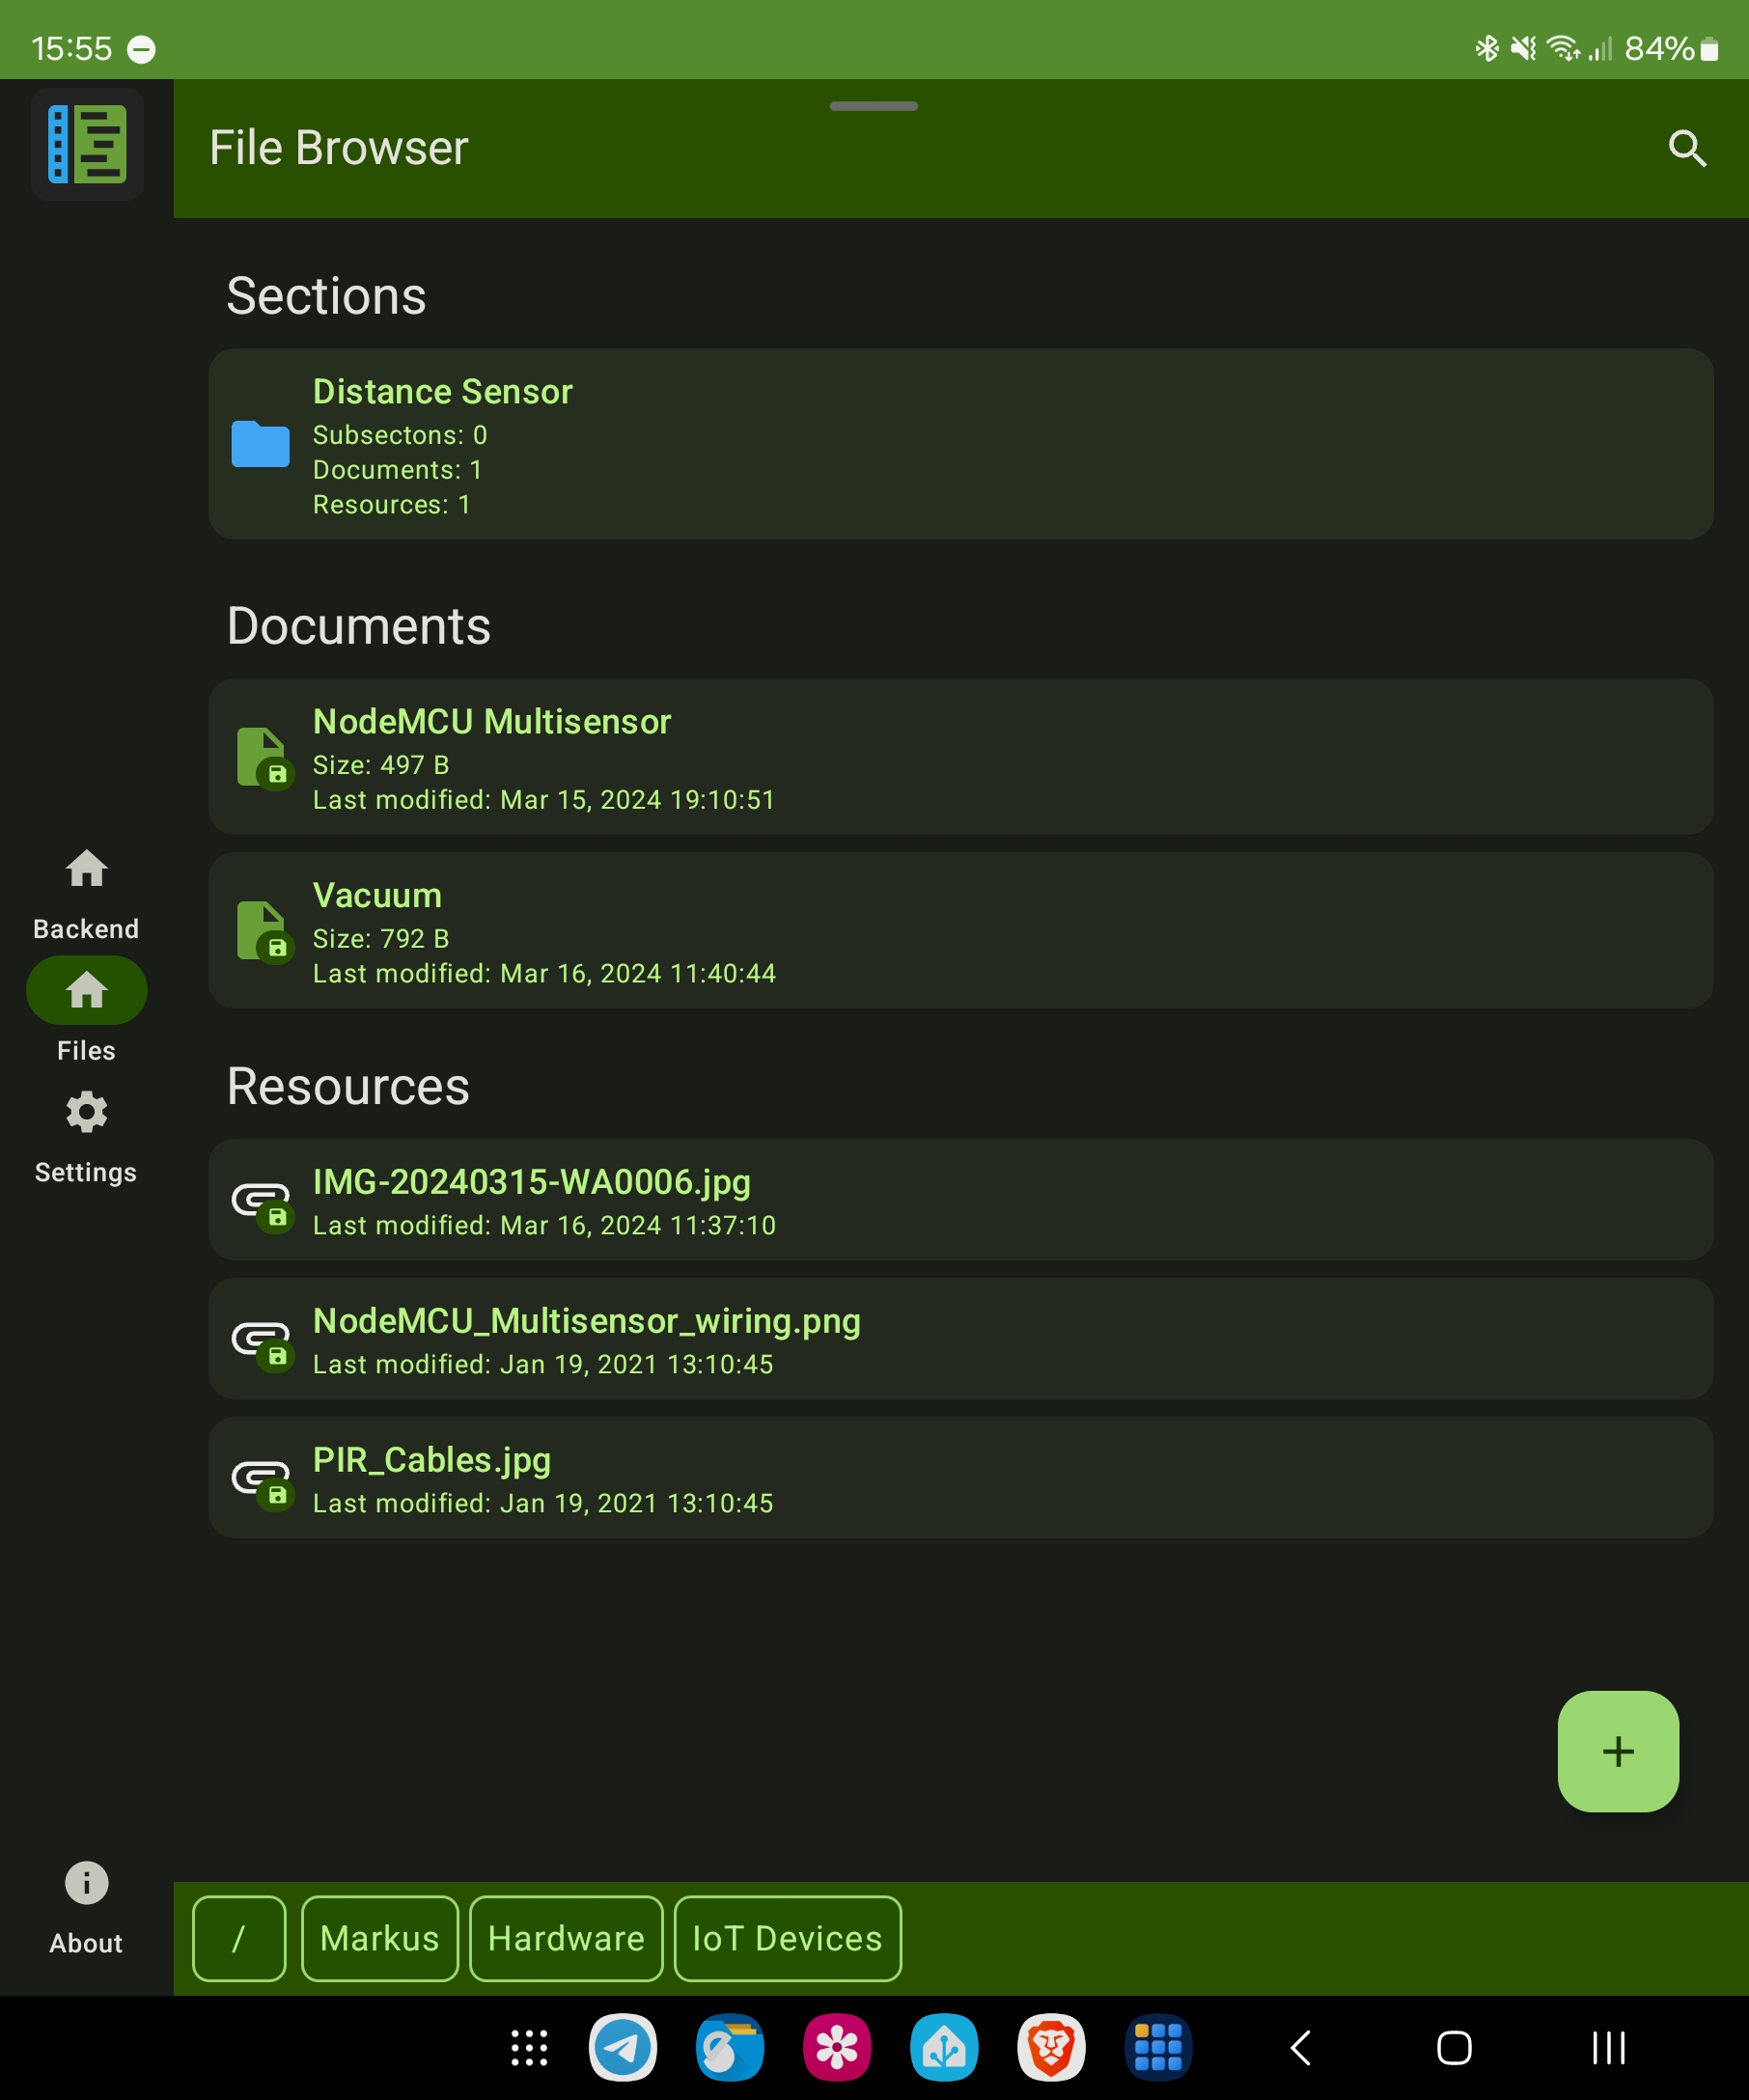 15:55
84%
File Browser
Sections
Distance Sensor
Subsectons: 0
Documents: 1
Resources: 1
Documents
NodeMCU Multisensor
Size: 497 B
Last modified: Mar 15, 2024 19:10:51
Vacuum
Size: 792 B
Last modified: Mar 16, 2024 11:40:44
Backend
Files
Settings
Resources
IMG-20240315-WA0006.jpg
Last modified: Mar 16, 2024 11:37:10
NodeMCU_Multisensor_wiring.png
Last modified: Jan 19, 2021 13:10:45
PIR_Cables.jpg
Last modified: Jan 19, 2021 13:10:45
+
About
/ Markus Hardware IoT Devices